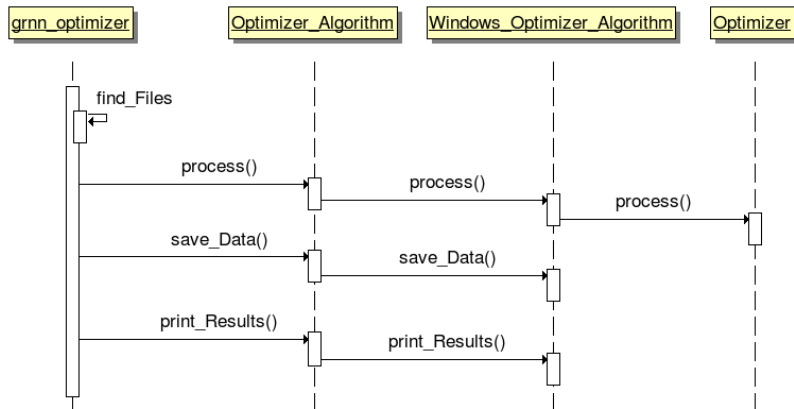 grnn_optimizer
Optimizer_Algorithm
Windows_Optimizer_Algorithm
Optimizer
find_Files
process()
process()
process()
save_Data()
save_Data()
print_Results()
print_Results()